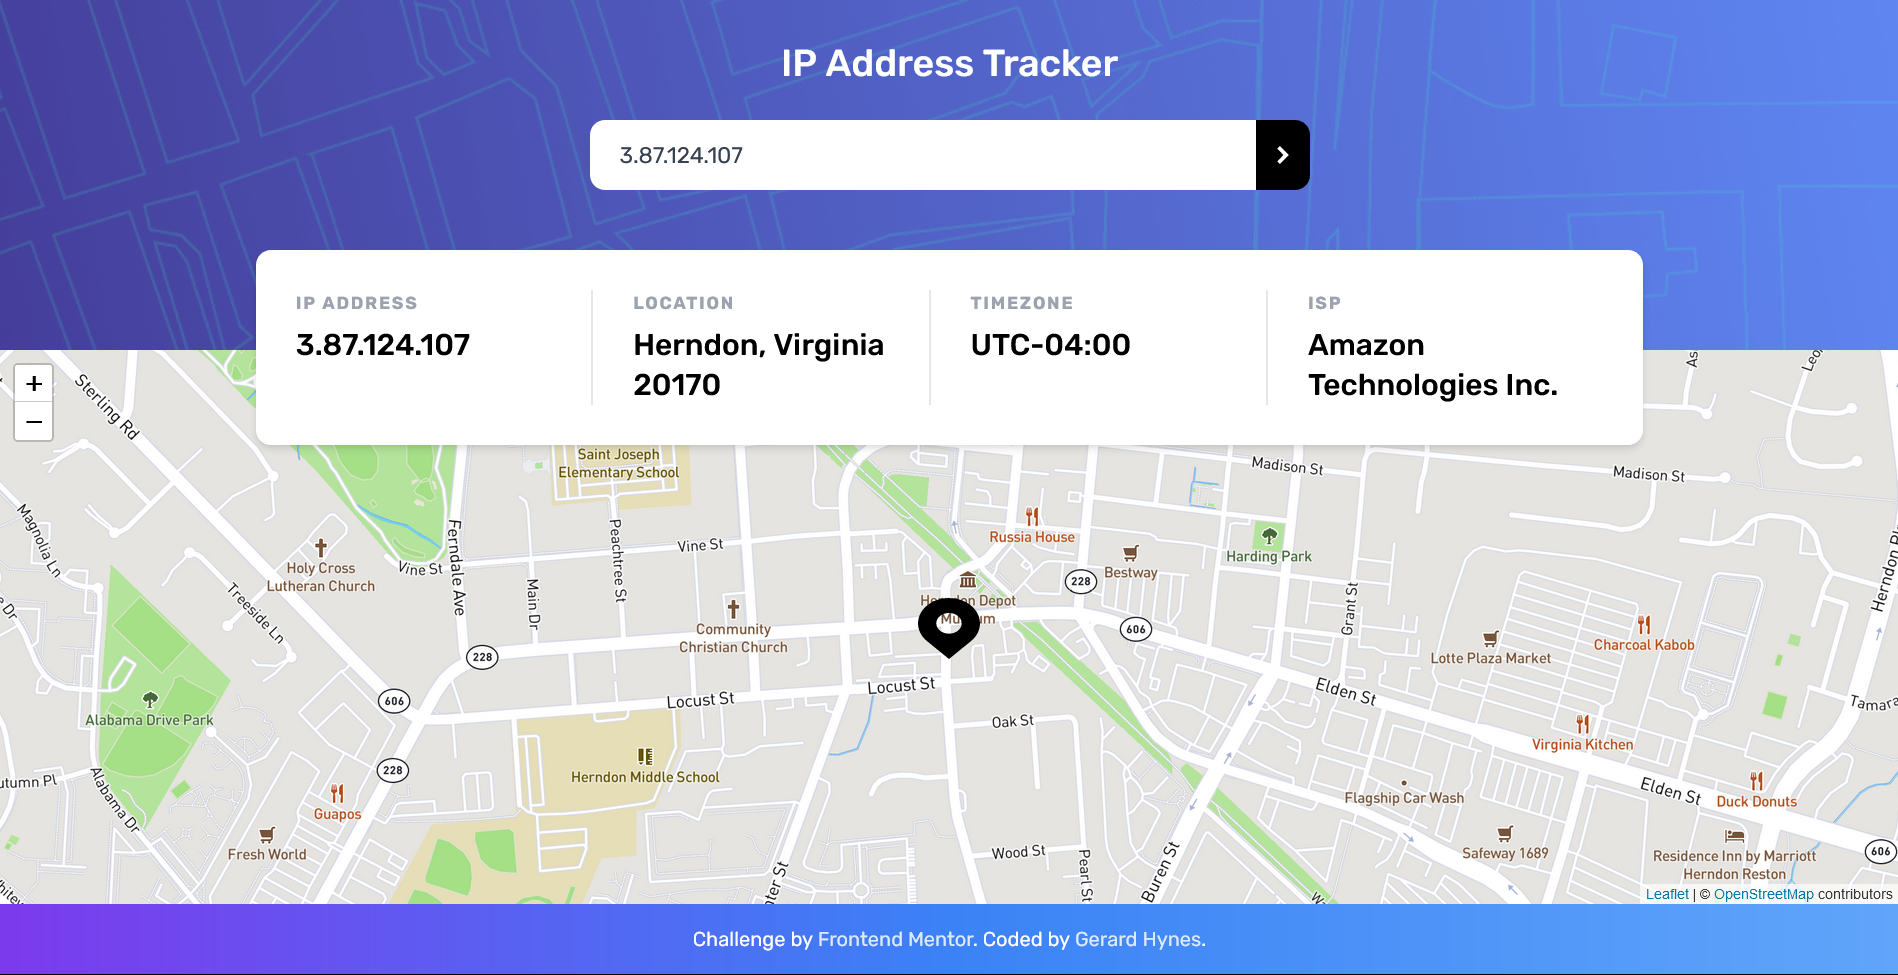 IP Address Tracker
3.87.124.107
IP ADDRESS
3.87.124.107
LOCATION
Herndon, Virginia
20170
TIMEZONE
UTC-04:00
ISP
Amazon
Technologies Inc.
+
−
Sterling Rd
Saint Joseph
Elementary School
Madison St
Madison St
Magnolia Ln
Holy Cross
Lutheran Church
Vine St
Ferndale Ave
Peachtree St
Vine St
Main Dr
Russia House
Bestway
Harding Park
228
Herndon Depot
Museum
606
Grant St
Herndon
Treeside Ln
Community
Christian Church
228
Lotte Plaza Market
Charcoal Kabob
606
Locust St
Locust St
Elden St
Alabama Drive Park
Oak St
Virginia Kitchen
Tamara
228
Herndon Middle School
Alabama Dr
Guapos
Flagship Car Wash
Elden St
Duck Donuts
Fresh World
Wood St
Pearl St
Buren St
Safeway 1689
Residence Inn by Marriott
Herndon Reston
606
Leaflet | © OpenStreetMap contributors
Challenge by Frontend Mentor. Coded by Gerard Hynes.